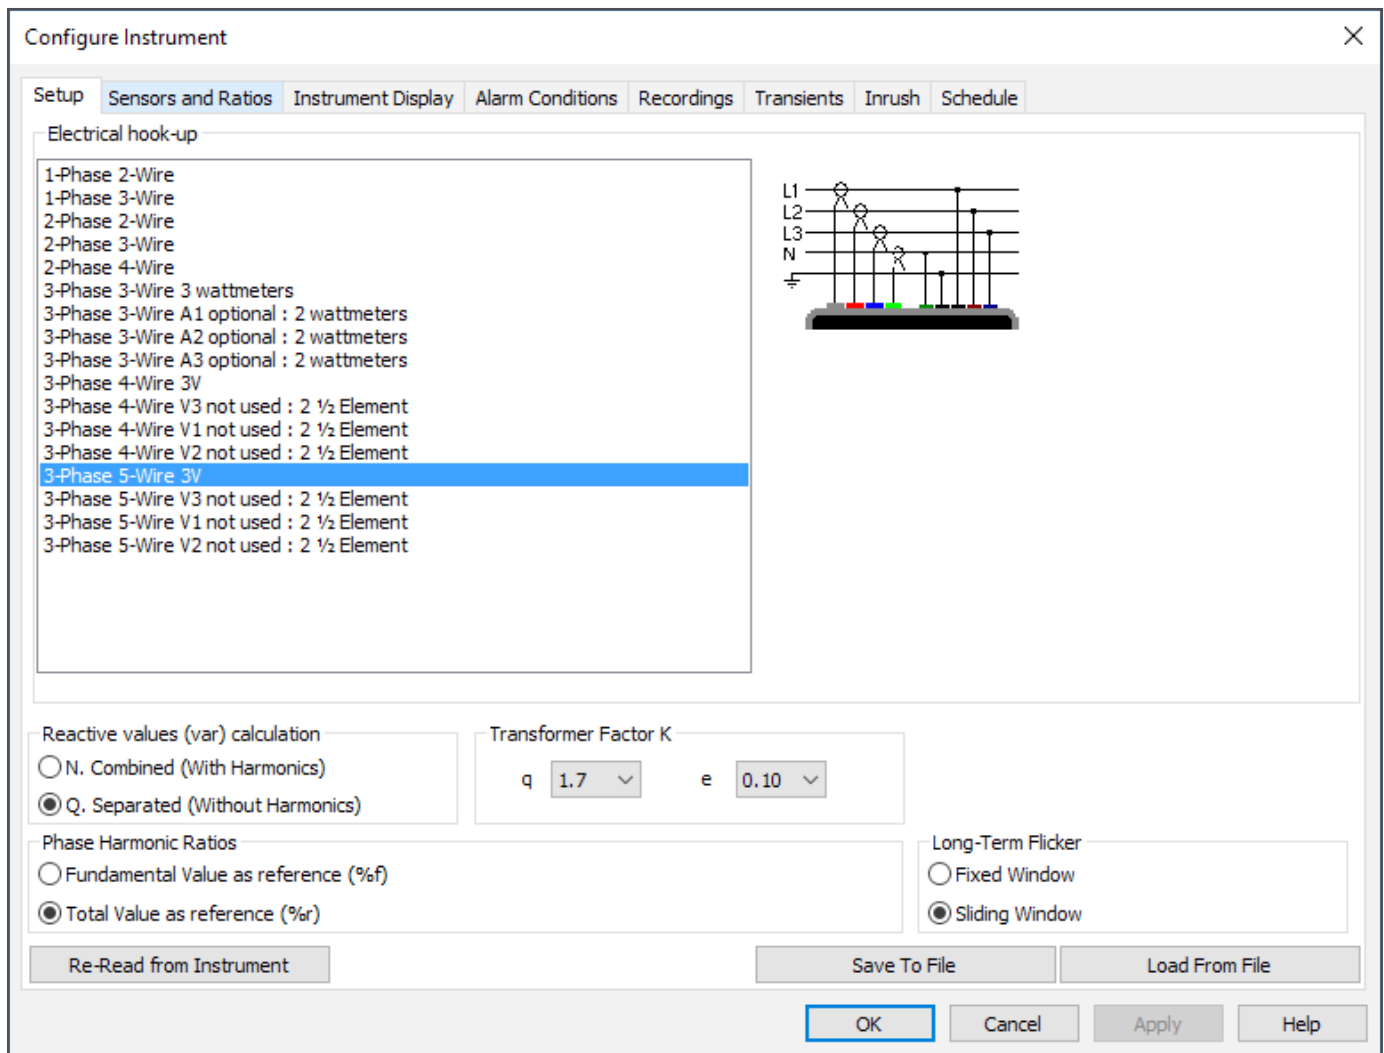 Configure Instrument
Setup Sensors and Ratios Instrument Display Alarm Conditions Recordings Transients Inrush Schedule
Electrical hook-up
1-Phase 2-Wire
1-Phase 3-Wire
2-Phase 2-Wire
2-Phase 3-Wire
2-Phase 4-Wire
3-Phase 3-Wire 3 wattmeters
3-Phase 3-Wire A1 optional : 2 wattmeters
3-Phase 3-Wire A2 optional : 2 wattmeters
3-Phase 3-Wire A3 optional : 2 wattmeters
3-Phase 4-Wire 3V
3-Phase 4-Wire V3 not used : 2 ½ Element
3-Phase 4-Wire V1 not used : 2 ½ Element
3-Phase 4-Wire V2 not used : 2 ½ Element
3-Phase 5-Wire 3V
3-Phase 5-Wire V3 not used : 2 ½ Element
3-Phase 5-Wire V1 not used : 2 ½ Element
3-Phase 5-Wire V2 not used : 2 ½ Element
L1
L2
L3
N
Reactive values (var) calculation
N. Combined (With Harmonics)
Q. Separated (Without Harmonics)
Transformer Factor K
q 1.7 e 0.10
Phase Harmonic Ratios
Fundamental Value as reference (%f)
Total Value as reference (%r)
Long-Term Flicker
Fixed Window
Sliding Window
Re-Read from Instrument Save To File Load From File
OK Cancel Apply Help